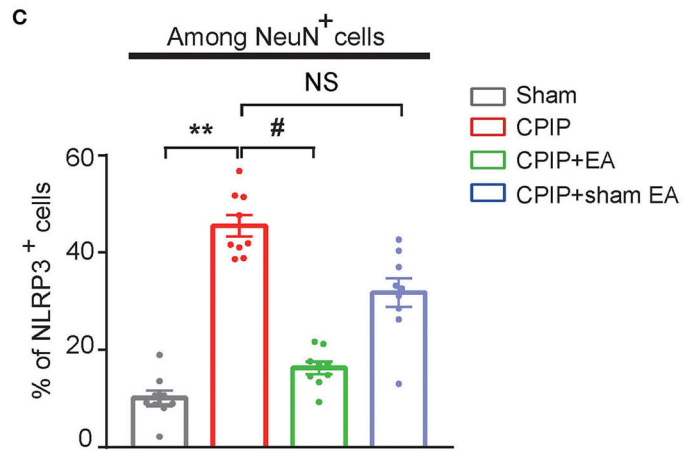 C
Among NeuN+ cells
NS
** #
Sham
CPIP
CPIP+EA
CPIP+sham EA
% of NLRP3 + cells
60
40
20
0